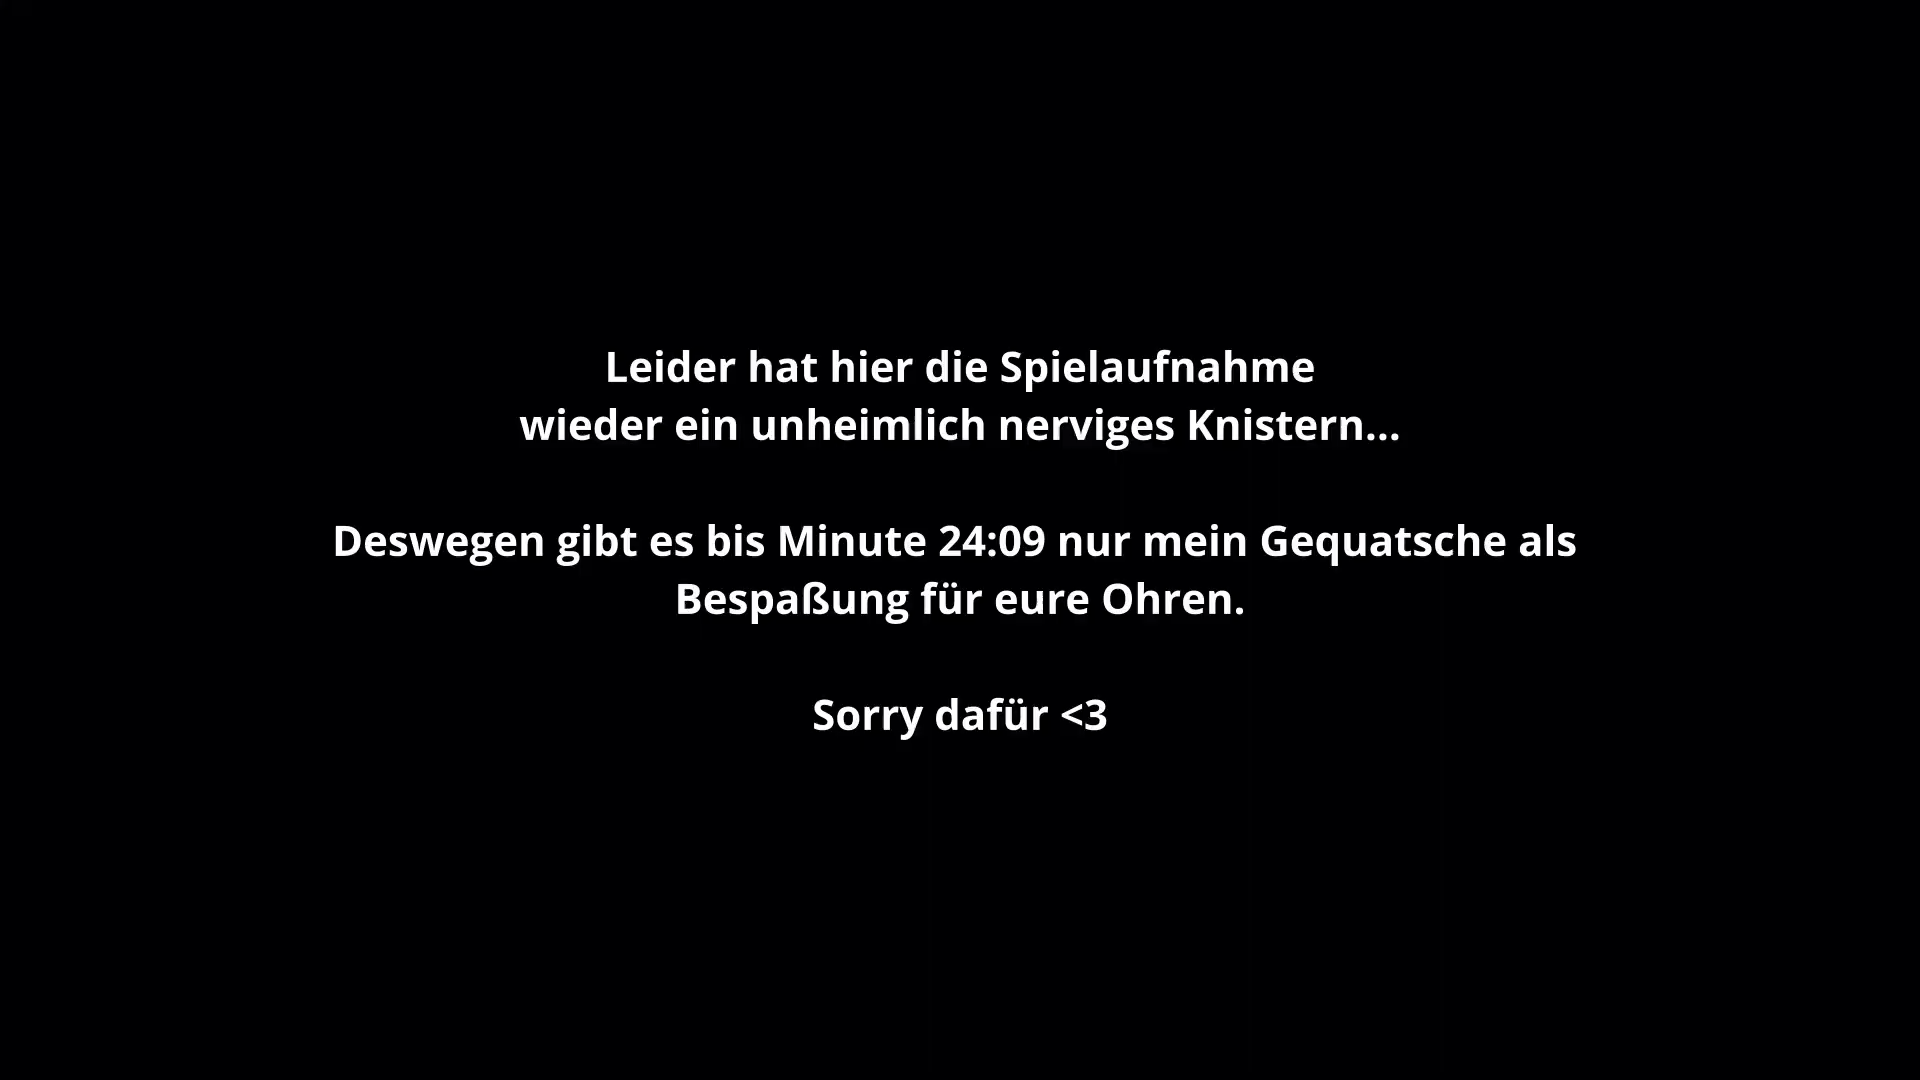 Leider hat hier die Spielaufnahme
wieder ein unheimlich nerviges Knistern...
Deswegen gibt es bis Minute 24:09 nur mein Gequatsche als
Bespaßung für eure Ohren.
Sorry dafür <3